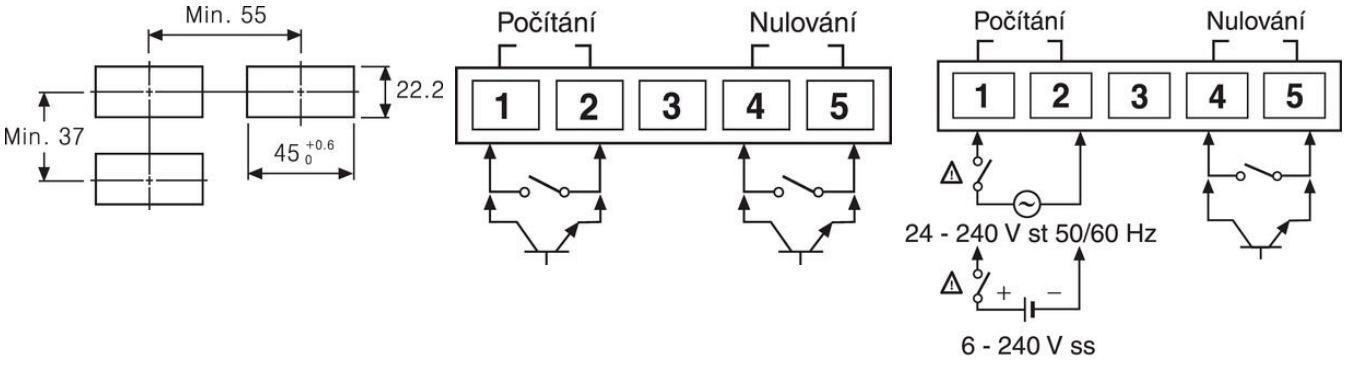 Min. 55
22.2
Min. 37
45 +0.6 0
Počítání Nulování
1 2 3 4 5
Počítání Nulování
1 2 3 4 5
⚠
24 - 240 V st 50/60 Hz
⚠ + −
6 - 240 V ss